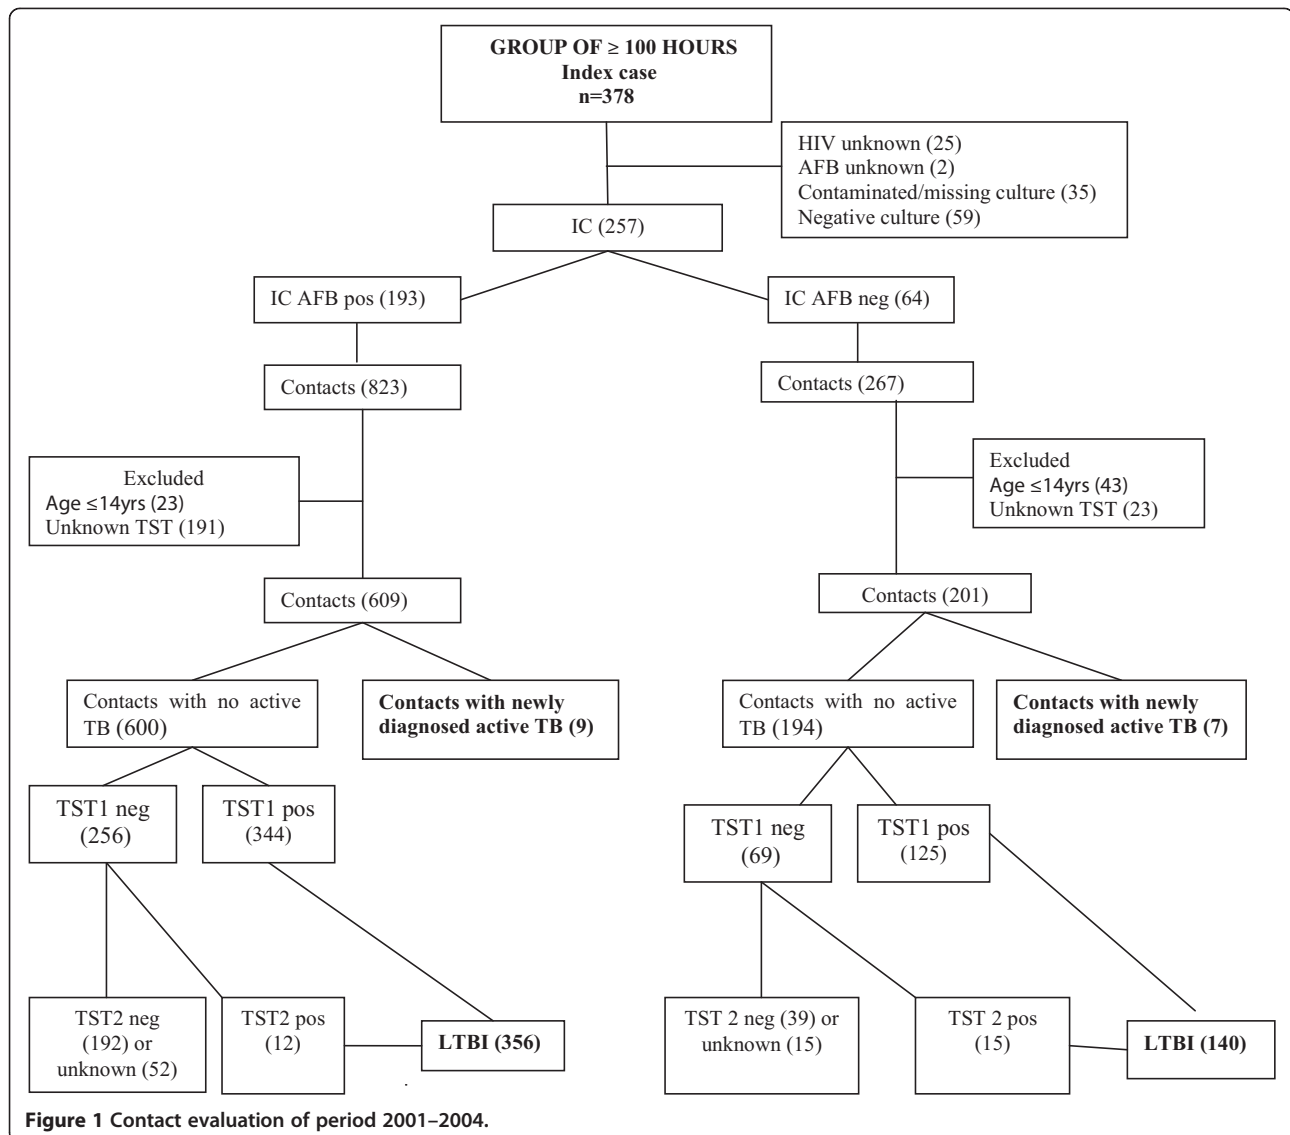 GROUP OF ≥ 100 HOURS
Index case
n=378
HIV unknown (25)
AFB unknown (2)
Contaminated/missing culture (35)
Negative culture (59)
IC (257)
IC AFB pos (193)
IC AFB neg (64)
Contacts (823)
Contacts (267)
Excluded
Age ≤14yrs (23)
Unknown TST (191)
Excluded
Age ≤14yrs (43)
Unknown TST (23)
Contacts (609)
Contacts (201)
Contacts with no active
TB (600)
Contacts with newly
diagnosed active TB (9)
Contacts with no active
TB (194)
Contacts with newly
diagnosed active TB (7)
TST1 neg
(256)
TST1 pos
(344)
TST1 neg
(69)
TST1 pos
(125)
TST2 neg
(192) or
unknown (52)
TST2 pos
(12)
LTBI (356)
TST 2 neg (39) or
unknown (15)
TST 2 pos
(15)
LTBI (140)
Figure 1 Contact evaluation of period 2001–2004.